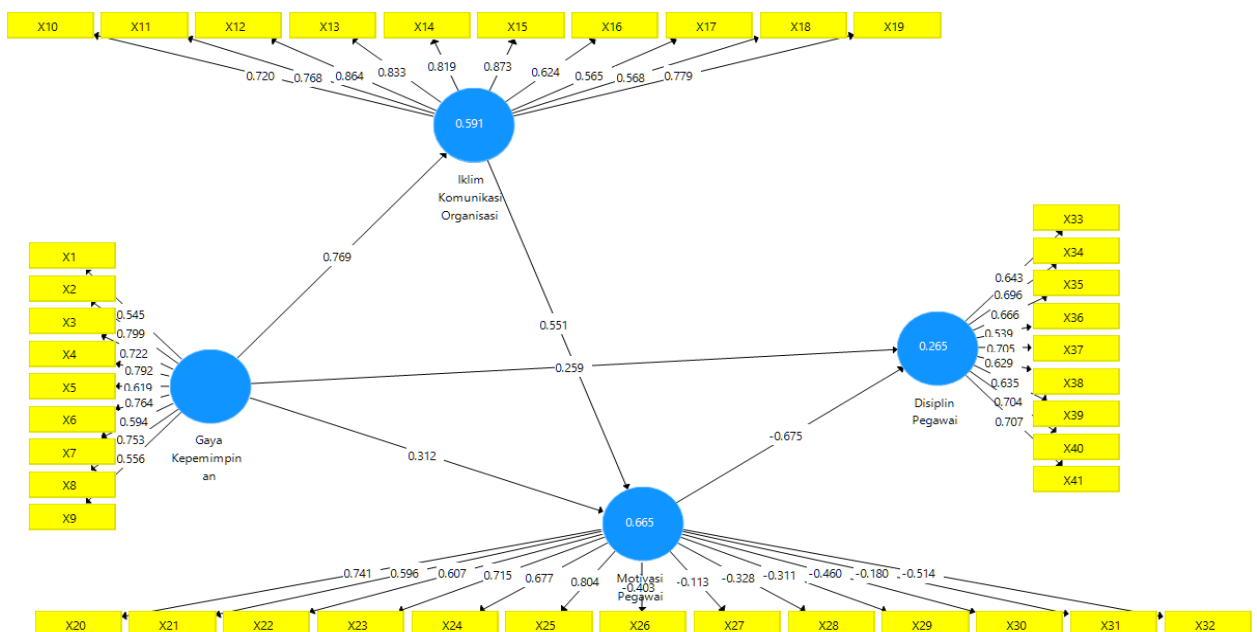 X10 X11 X12 X13 X14 X15 X16 X17 X18 X19
0.720 0.768 0.864 0.833 0.819 0.873 0.624 0.565 0.568 0.779
0.591
Iklim
Komunikasi
Organisasi
X1
X2
X3
X4
X5
X6
X7
X8
X9
0.545
0.799
0.722
0.792
0.619
0.764
0.594
0.753
0.556
Gaya
Kepemimpin
an
0.769
0.551
0.259
0.312
-0.675
0.265
Disiplin
Pegawai
0.643
0.696
0.666
0.539
0.705
0.629
0.635
0.704
0.707
X33
X34
X35
X36
X37
X38
X39
X40
X41
0.665
Motivasi
Pegawai
0.741 0.596 0.607 0.715 0.677 0.804 -0.403 -0.113 -0.328 -0.311 -0.460 -0.180 -0.514
X20 X21 X22 X23 X24 X25 X26 X27 X28 X29 X30 X31 X32